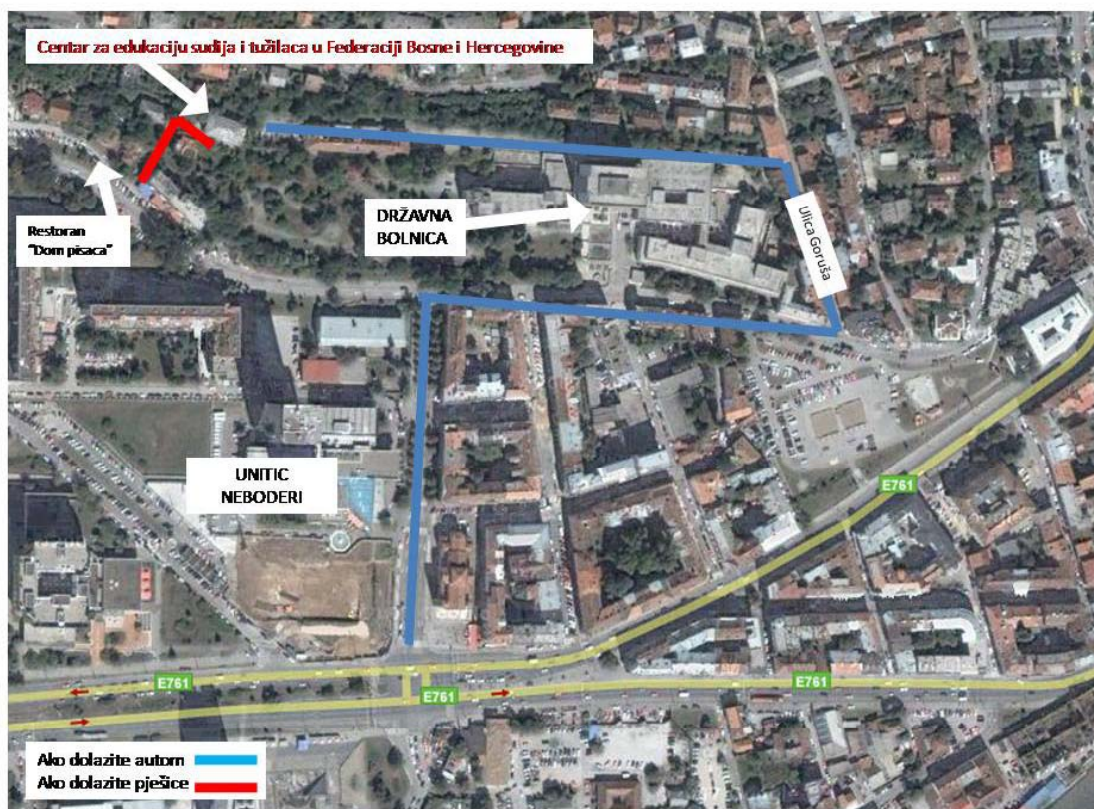 Centar za edukaciju sudija i tužilaca u Federaciji Bosne i Hercegovine
Restoran
"Dom pisaca"
DRŽAVNA
BOLNICA
Ulica Goruša
UNITIC
NEBODERI
E761
E761
E761
E761
Ako dolazite autom
Ako dolazite pješice